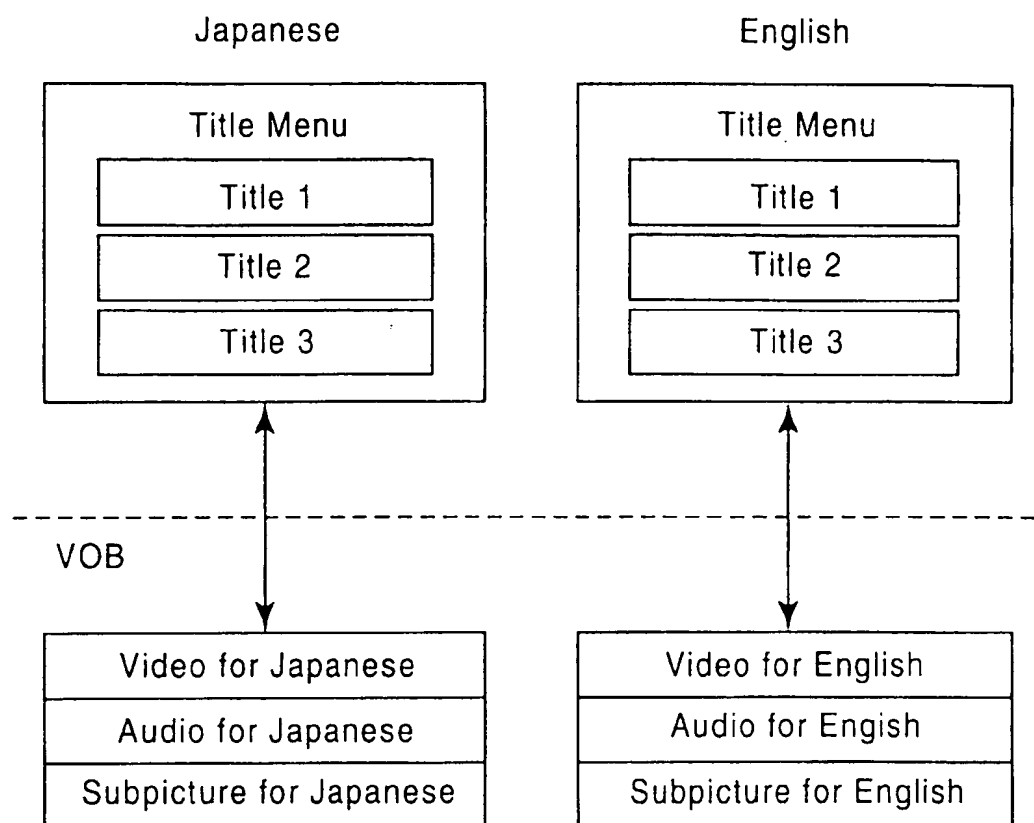 Japanese
English
Title Menu
Title 1
Title 2
Title 3
Title Menu
Title 1
Title 2
Title 3
VOB
Video for Japanese
Audio for Japanese
Subpicture for Japanese
Video for English
Audio for Engish
Subpicture for English